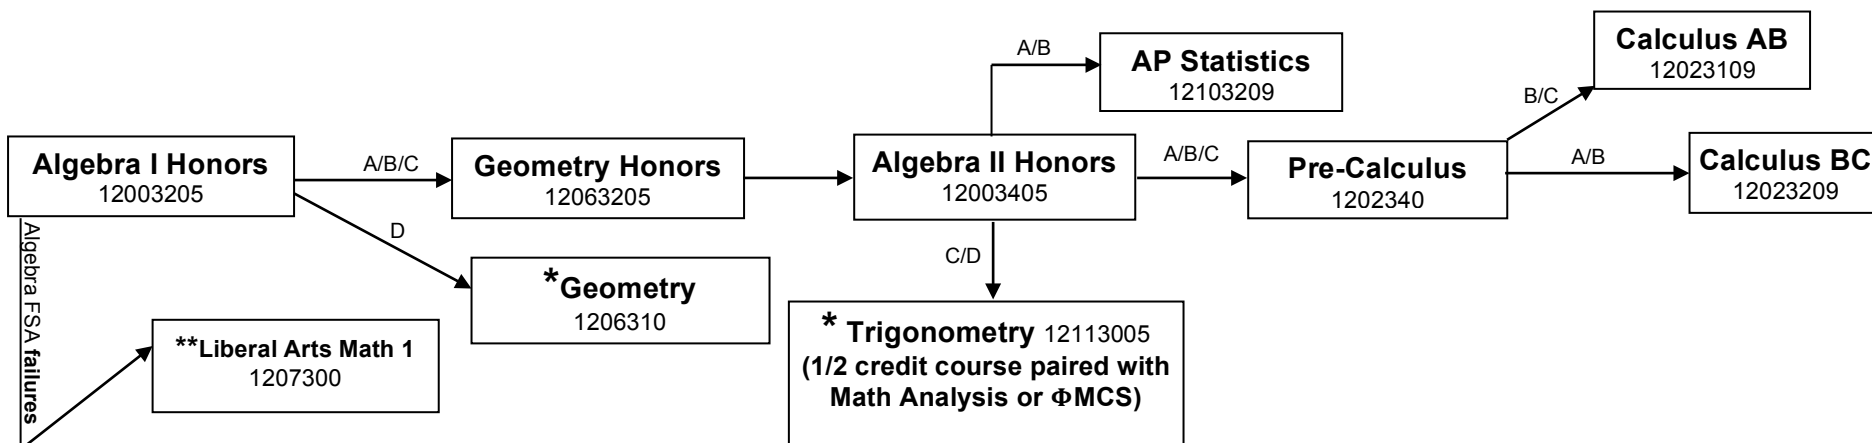 Calculus AB
12023109
A/B
AP Statistics
12103209
B/C
Algebra I Honors
12003205
A/B/C
Geometry Honors
12063205
Algebra II Honors
12003405
A/B/C
Pre-Calculus
1202340
A/B
Calculus BC
12023209
D
C/D
Algebra FSA failures
*Geometry
1206310
**Liberal Arts Math 1
1207300
* Trigonometry 12113005
(1/2 credit course paired with
Math Analysis or ΦMCS)